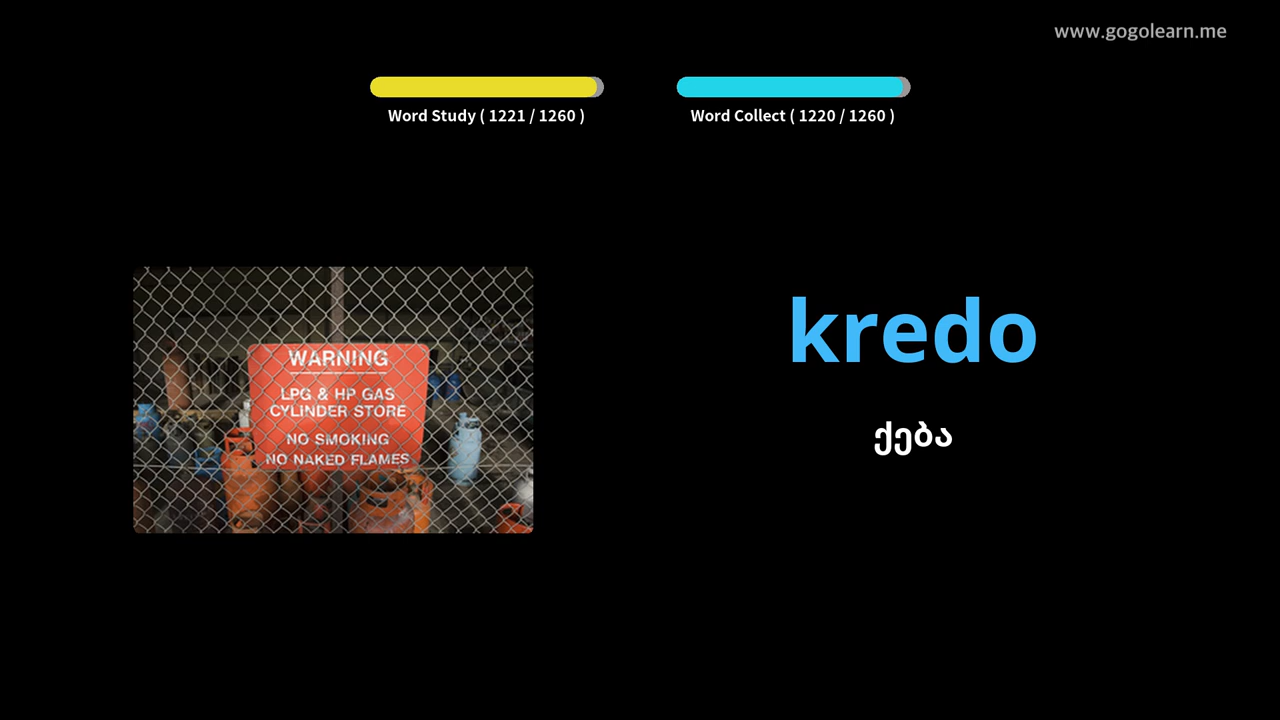 www.gogolearn.me
Word Study ( 1221 / 1260 )
Word Collect ( 1220 / 1260 )
WARNING
LPG & HP GAS
CYLINDER STORE
NO SMOKING
NO NAKED FLAMES
kredo
ქება